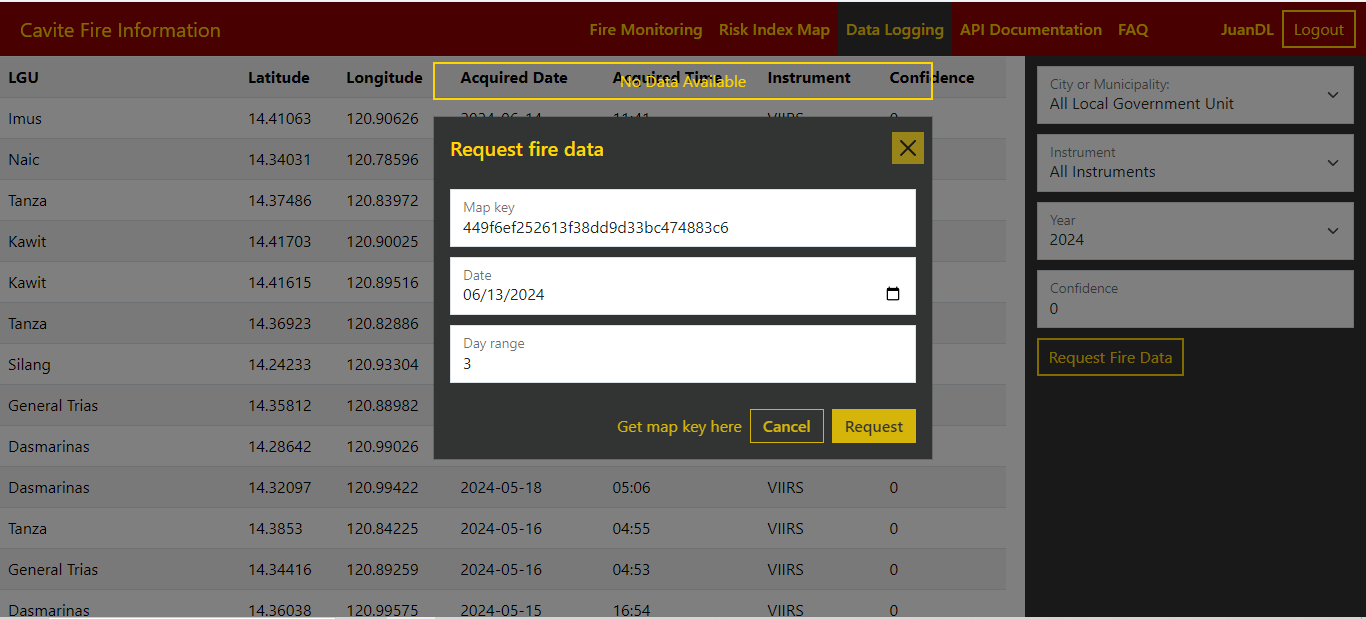 Cavite Fire Information Fire Monitoring Risk Index Map Data Logging API Documentation FAQ JuanDL Logout
LGU Latitude Longitude Acquired Date Acquired Time Instrument Confidence
No Data Available
Imus 14.41063 120.90626 2024-06-14 11:41 VIIRS 0
Naic 14.34031 120.78596
Tanza 14.37486 120.83972
Kawit 14.41703 120.90025
Kawit 14.41615 120.89516
Tanza 14.36923 120.82886
Silang 14.24233 120.93304
General Trias 14.35812 120.88982
Dasmarinas 14.28642 120.99026
Dasmarinas 14.32097 120.99422 2024-05-18 05:06 VIIRS 0
Tanza 14.3853 120.84225 2024-05-16 04:55 VIIRS 0
General Trias 14.34416 120.89259 2024-05-16 04:53 VIIRS 0
Dasmarinas 14.36038 120.99575 2024-05-15 16:54 VIIRS 0
Request fire data
Map key
449f6ef252613f38dd9d33bc474883c6
Date
06/13/2024
Day range
3
Get map key here Cancel Request
City or Municipality:
All Local Government Unit
Instrument
All Instruments
Year
2024
Confidence
0
Request Fire Data